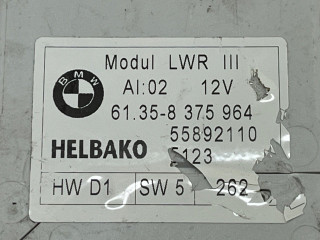 Modul LWR III
BMW
AI:02 12V
61.35-8 375 964
55892110
HELBAKO 5123
HW D1 SW 5 262